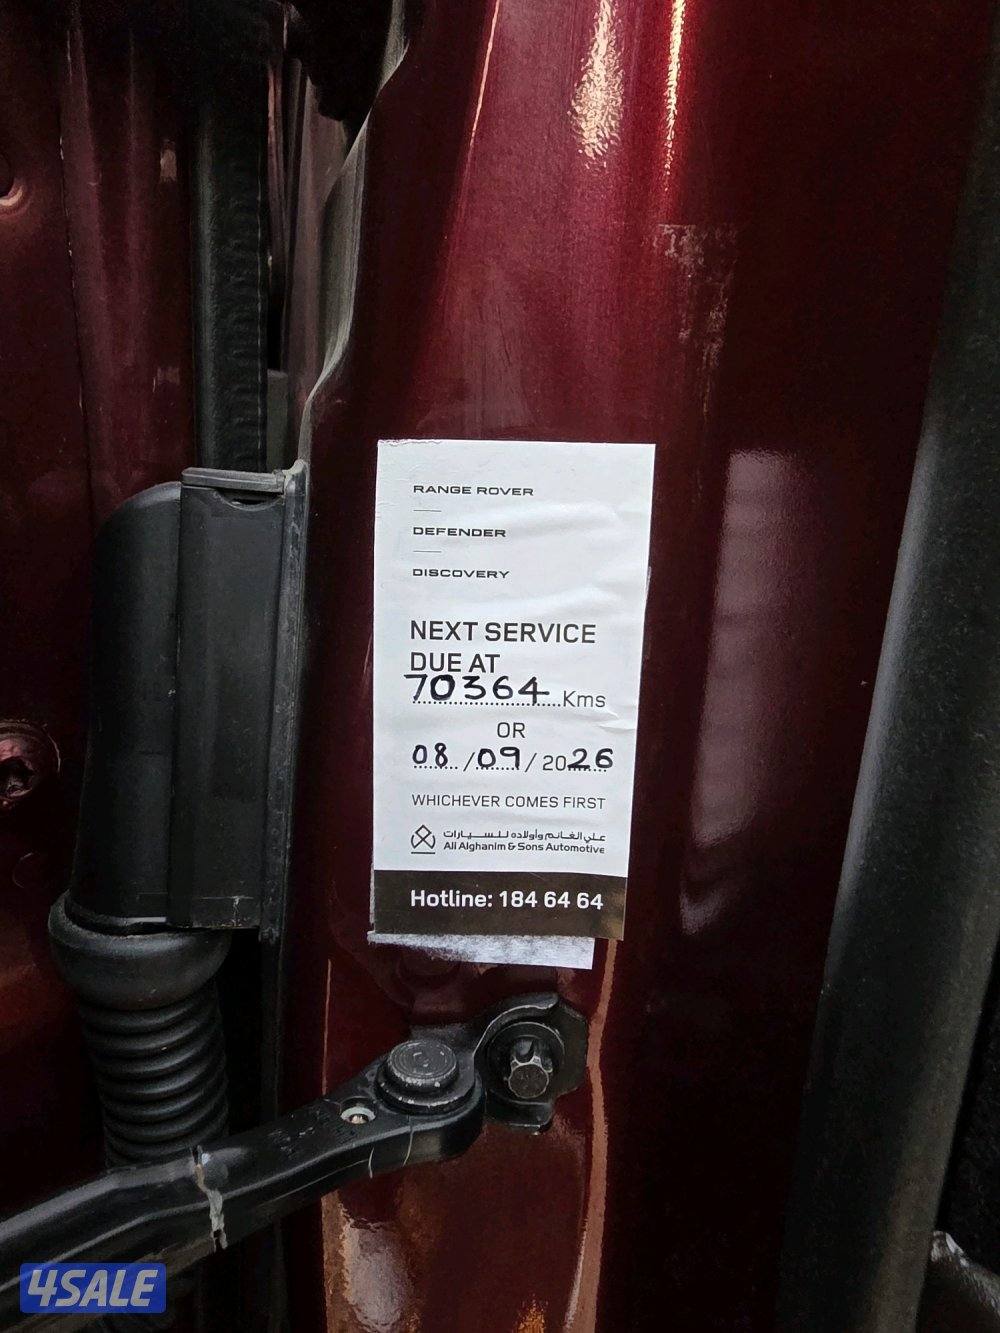 RANGE ROVER
DEFENDER
DISCOVERY
NEXT SERVICE
DUE AT
70364 Kms
OR
08 / 09 / 2026
WHICHEVER COMES FIRST
علي الغانم وأولاده للسيارات
Ali Alghanim & Sons Automotive
Hotline: 184 64 64
4SALE